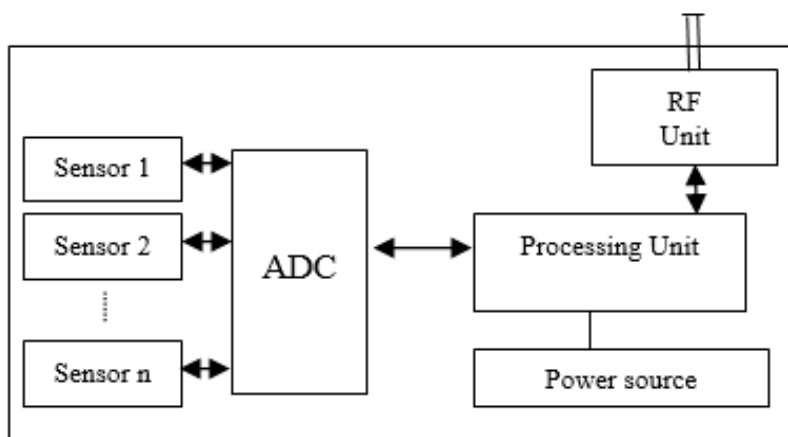 RF
Unit
Sensor 1
Sensor 2
Sensor n
ADC
Processing Unit
Power source